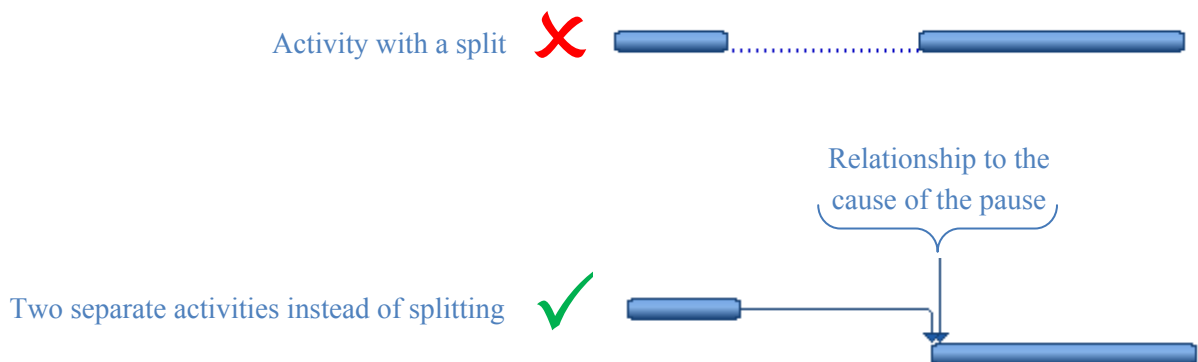 Activity with a split
Relationship to the
cause of the pause
Two separate activities instead of splitting